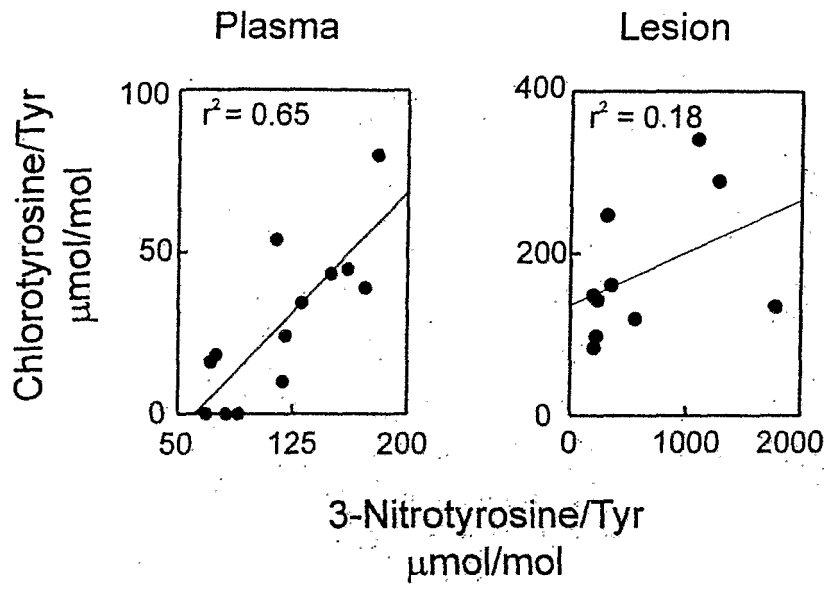 Plasma
Lesion
Chlorotyrosine/Tyr
μmol/mol
100
50
0
r² = 0.65
50
125
200
400
200
0
r² = 0.18
0
1000
2000
3-Nitrotyrosine/Tyr
μmol/mol